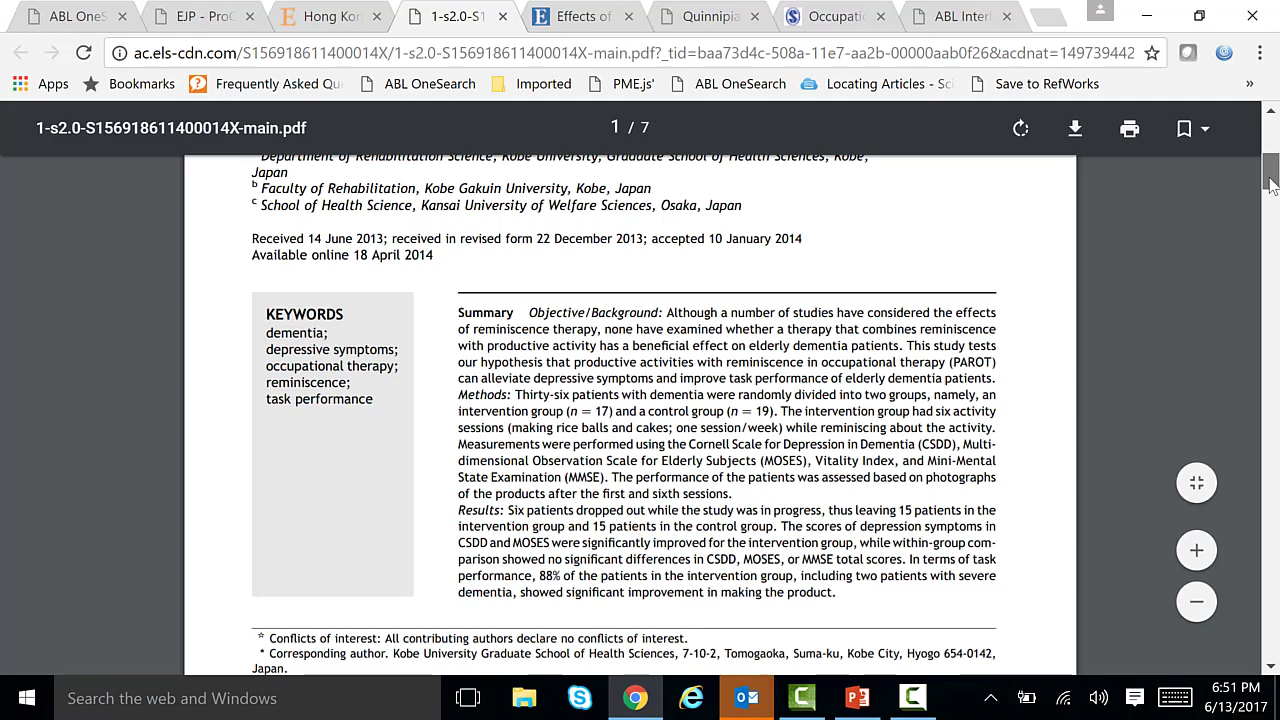 ABL OneS
EJP - ProC
Hong Kon
1-s2.0-S1
Effects of
Quinnipia
Occupatio
ABL Inte
ac.els-cdn.com/S156918611400014X/1-s2.0-S156918611400014X-main.pdf?_tid=baa73d4c-508a-11e7-aa2b-00000aab0f26&acdnat=149739442
Apps
Bookmarks
Frequently Asked Qu
ABL OneSearch
Imported
PME.js'
ABL OneSearch
Locating Articles - Sci
Save to RefWorks
»
1-s2.0-S156918611400014X-main.pdf
1 / 7
Department of Rehabilitation Science, Kobe University, Graduate School of Health Sciences, Kobe,
Japan
b Faculty of Rehabilitation, Kobe Gakuin University, Kobe, Japan
c School of Health Science, Kansai University of Welfare Sciences, Osaka, Japan
Received 14 June 2013; received in revised form 22 December 2013; accepted 10 January 2014
Available online 18 April 2014
KEYWORDS
dementia;
depressive symptoms;
occupational therapy;
reminiscence;
task performance
Summary Objective/Background: Although a number of studies have considered the effects
of reminiscence therapy, none have examined whether a therapy that combines reminiscence
with productive activity has a beneficial effect on elderly dementia patients. This study tests
our hypothesis that productive activities with reminiscence in occupational therapy (PAROT)
can alleviate depressive symptoms and improve task performance of elderly dementia patients.
Methods: Thirty-six patients with dementia were randomly divided into two groups, namely, an
intervention group (n = 17) and a control group (n = 19). The intervention group had six activity
sessions (making rice balls and cakes; one session/week) while reminiscing about the activity.
Measurements were performed using the Cornell Scale for Depression in Dementia (CSDD), Multi-
dimensional Observation Scale for Elderly Subjects (MOSES), Vitality Index, and Mini-Mental
State Examination (MMSE). The performance of the patients was assessed based on photographs
of the products after the first and sixth sessions.
Results: Six patients dropped out while the study was in progress, thus leaving 15 patients in the
intervention group and 15 patients in the control group. The scores of depression symptoms in
CSDD and MOSES were significantly improved for the intervention group, while within-group com-
parison showed no significant differences in CSDD, MOSES, or MMSE total scores. In terms of task
performance, 88% of the patients in the intervention group, including two patients with severe
dementia, showed significant improvement in making the product.
☆ Conflicts of interest: All contributing authors declare no conflicts of interest.
* Corresponding author. Kobe University Graduate School of Health Sciences, 7-10-2, Tomogaoka, Suma-ku, Kobe City, Hyogo 654-0142,
Japan.
Search the web and Windows
6:51 PM
6/13/2017